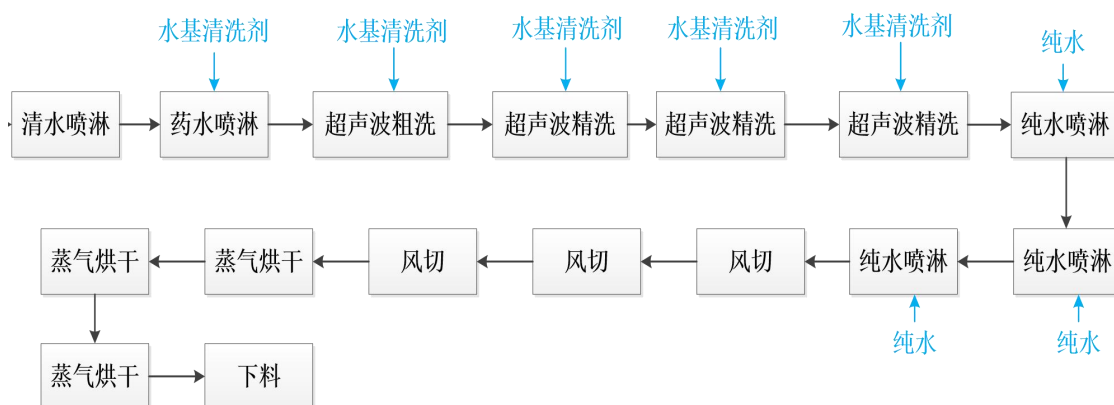 水基清洗剂
水基清洗剂
水基清洗剂
水基清洗剂
水基清洗剂
纯水
清水喷淋
药水喷淋
超声波粗洗
超声波精洗
超声波精洗
超声波精洗
纯水喷淋
蒸气烘干
蒸气烘干
风切
风切
风切
纯水喷淋
纯水喷淋
纯水
纯水
蒸气烘干
下料